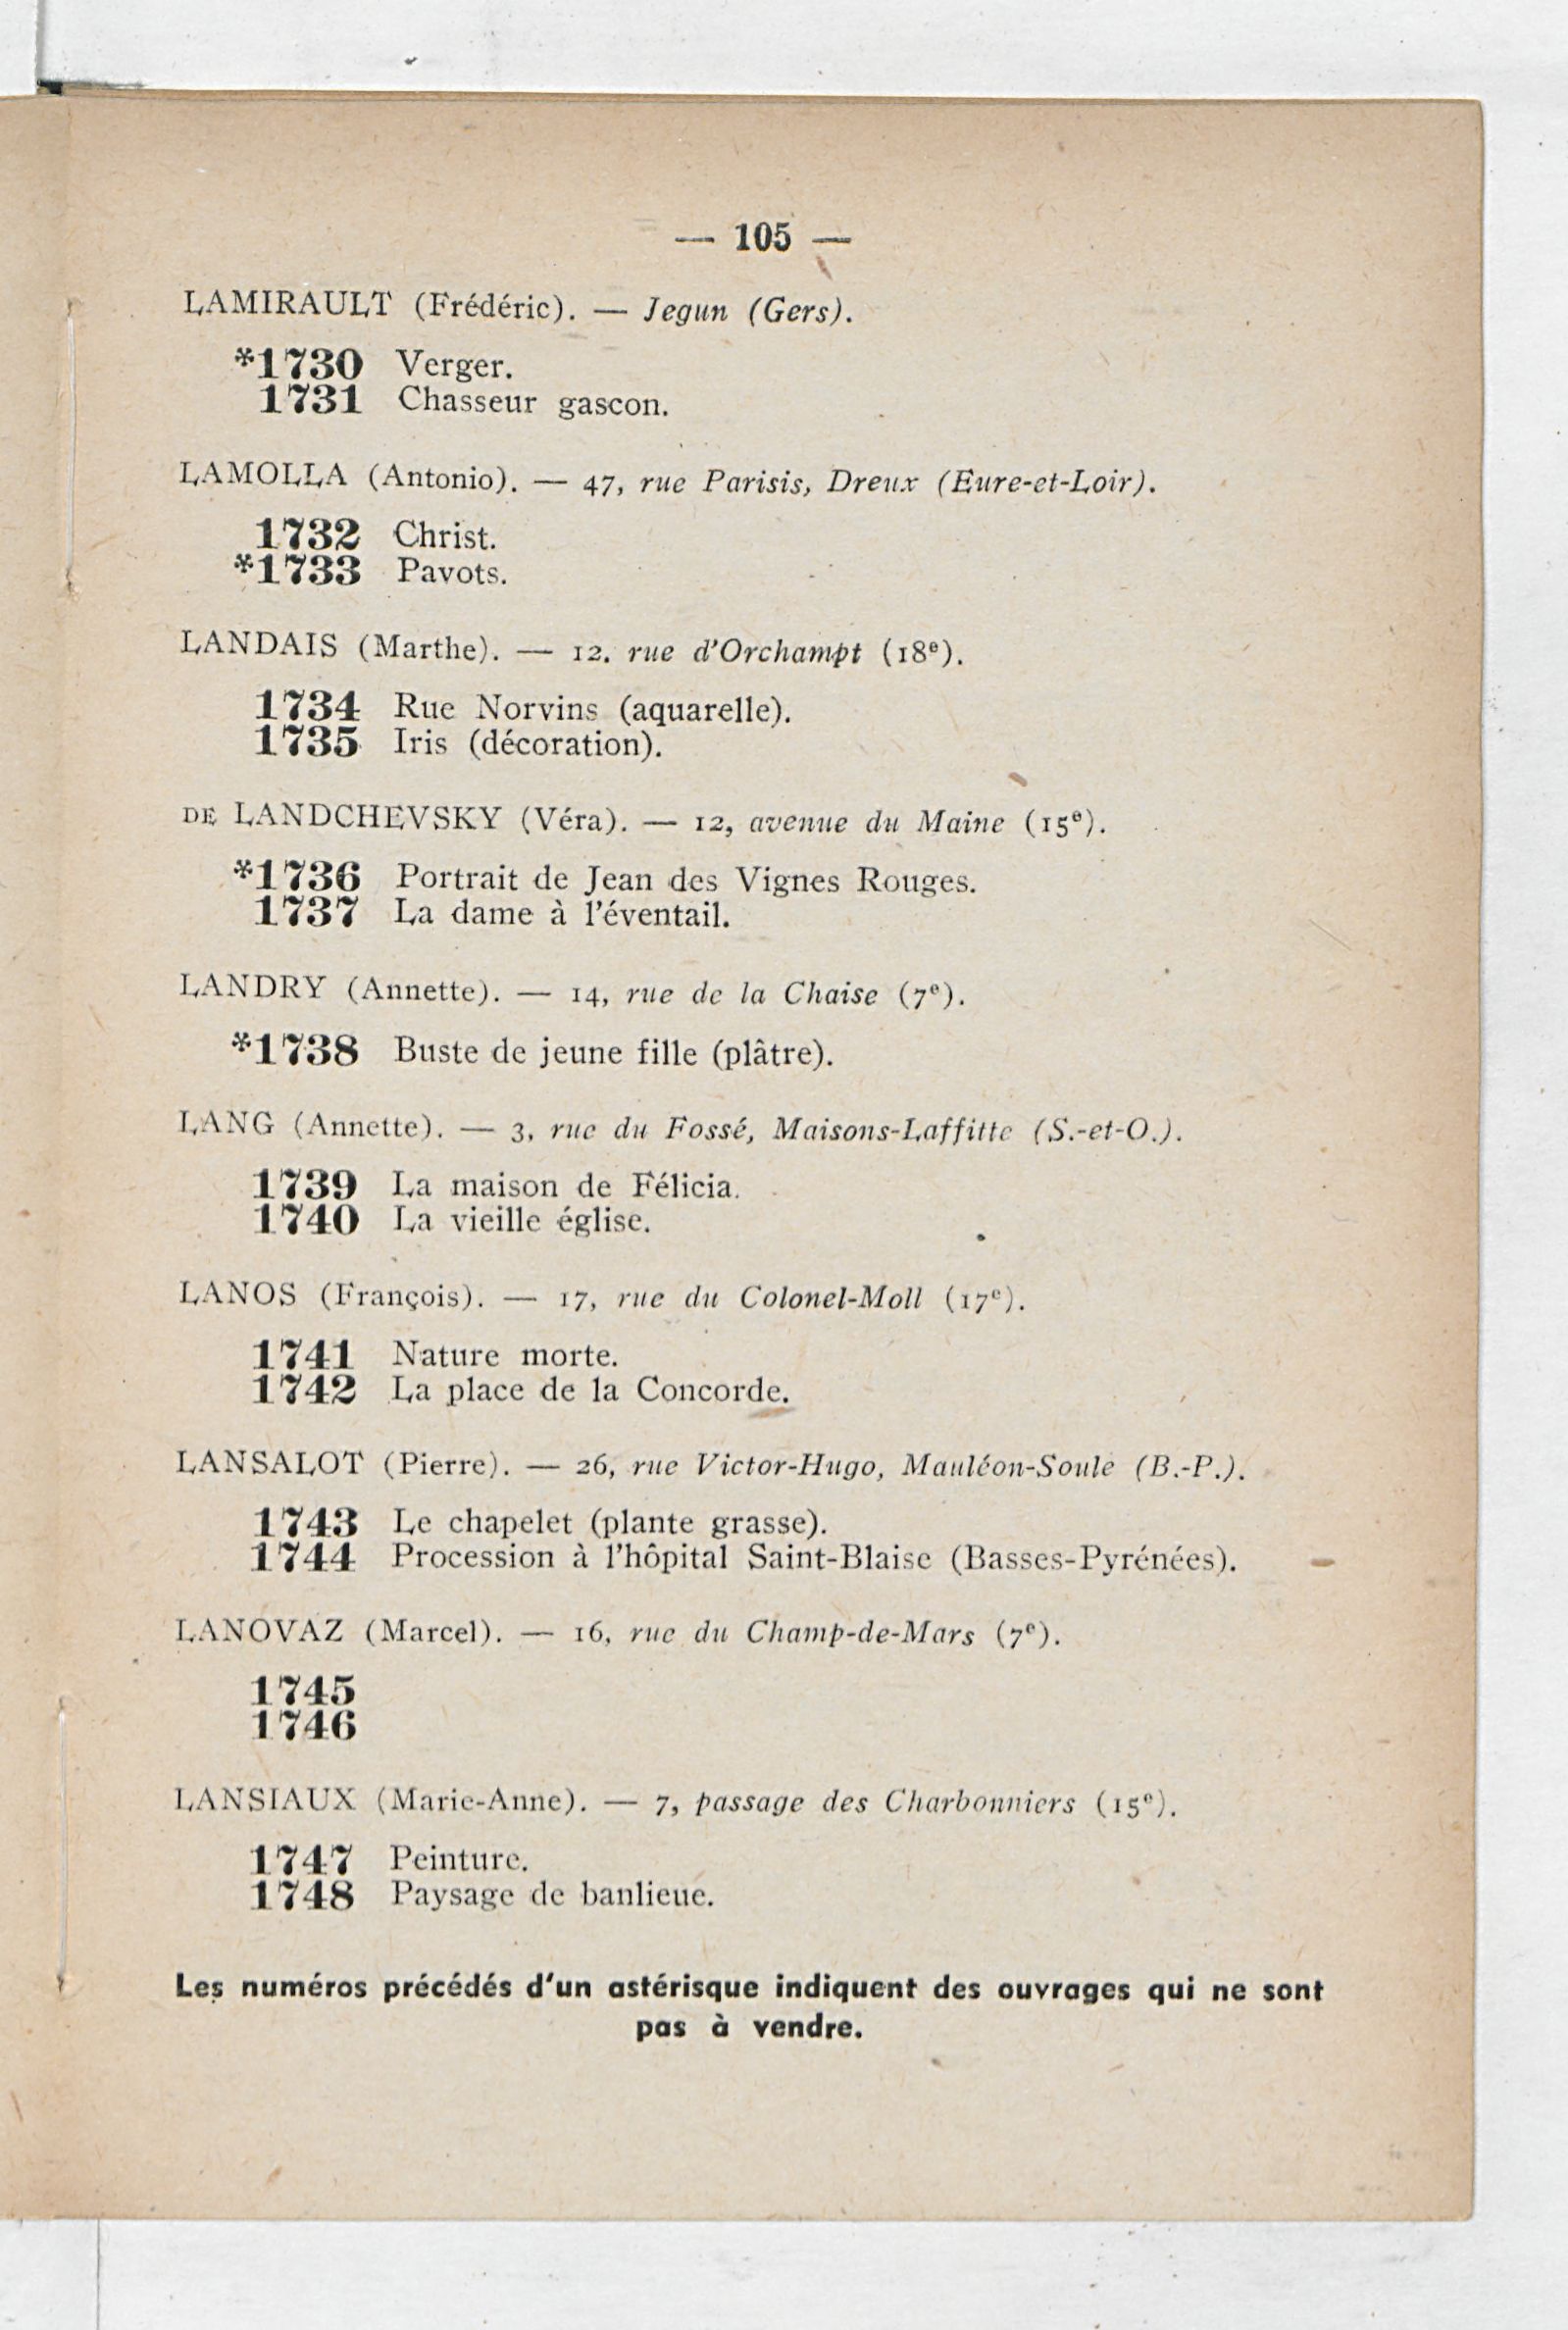 — 105 —
LAMIRAULT (Frédéric). — Jegun (Gers).
*1730 Verger.
1731 Chasseur gascon.
LAMOLLA (Antonio). — 47, rue Parisis, Dreux (Eure-et-Loir).
1732 Christ.
*1733 Pavots.
LANDAIS (Marthe). — 12. rue d'Orchampt (18e).
1734 Rue Norvins (aquarelle).
1735 Iris (décoration).
DE LANDCHEVSKY (Véra). — 12, avenue du Maine (15e).
*1736 Portrait de Jean des Vignes Rouges.
1737 La dame à l'éventail.
LANDRY (Annette). — 14, rue de la Chaise (7e).
*1738 Buste de jeune fille (plâtre).
LANG (Annette). — 3, rue du Fossé, Maisons-Laffitte (S.-et-O.).
1739 La maison de Félicia.
1740 La vieille église.
LANOS (François). — 17, rue du Colonel-Moll (17e).
1741 Nature morte.
1742 La place de la Concorde.
LANSALOT (Pierre). — 26, rue Victor-Hugo, Mauléon-Soule (B.-P.).
1743 Le chapelet (plante grasse).
1744 Procession à l'hôpital Saint-Blaise (Basses-Pyrénées).
LANOVAZ (Marcel). — 16, rue du Champ-de-Mars (7e).
1745
1746
LANSIAUX (Marie-Anne). — 7, passage des Charbonniers (15e).
1747 Peinture.
1748 Paysage de banlieue.
Les numéros précédés d'un astérisque indiquent des ouvrages qui ne sont
pas à vendre.